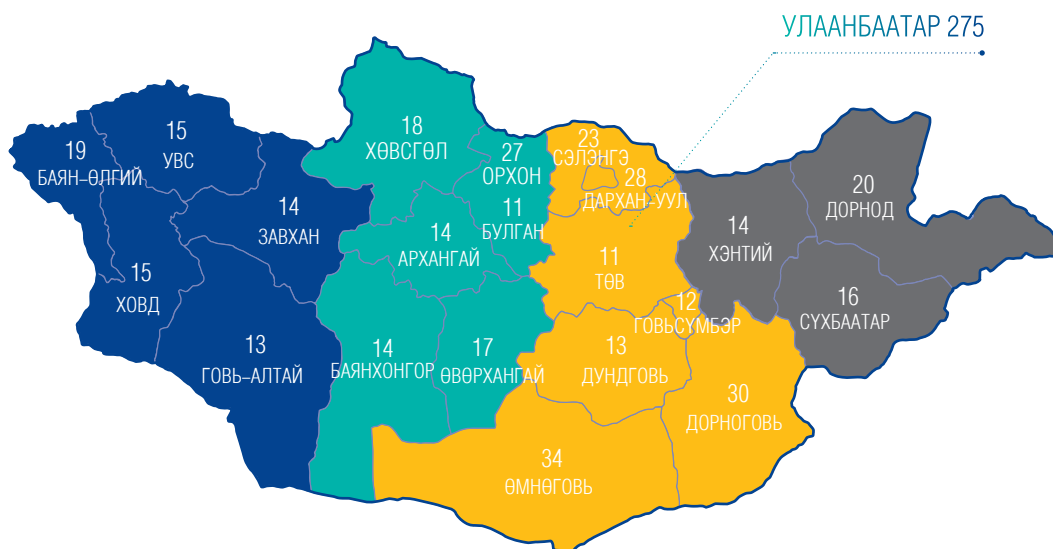 УЛААНБААТАР 275
19
БАЯН-ӨЛГИЙ
15
УВС
14
ЗАВХАН
15
ХОВД
13
ГОВЬ-АЛТАЙ
18
ХӨВСГӨЛ
27
ОРХОН
11
БУЛГАН
14
АРХАНГАЙ
14
БАЯНХОНГОР
17
ӨВӨРХАНГАЙ
23
СЭЛЭНГЭ
28
ДАРХАН-УУЛ
11
ТӨВ
12
ГОВЬСҮМБЭР
13
ДУНДГОВЬ
30
ДОРНОГОВЬ
34
ӨМНӨГОВЬ
14
ХЭНТИЙ
20
ДОРНОД
16
СҮХБААТАР